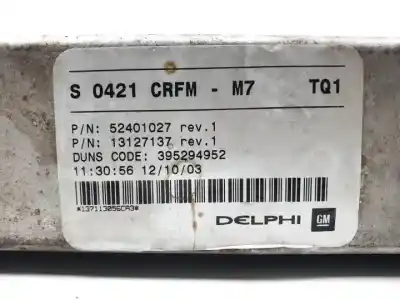 S 0421 CRFM - M7 TQ1
P/N: 52401027 rev.1
P/N: 13127137 rev.1
DUNS CODE: 395294952
11:30:56 12/10/03
*137113056CA3*
DELPHI GM